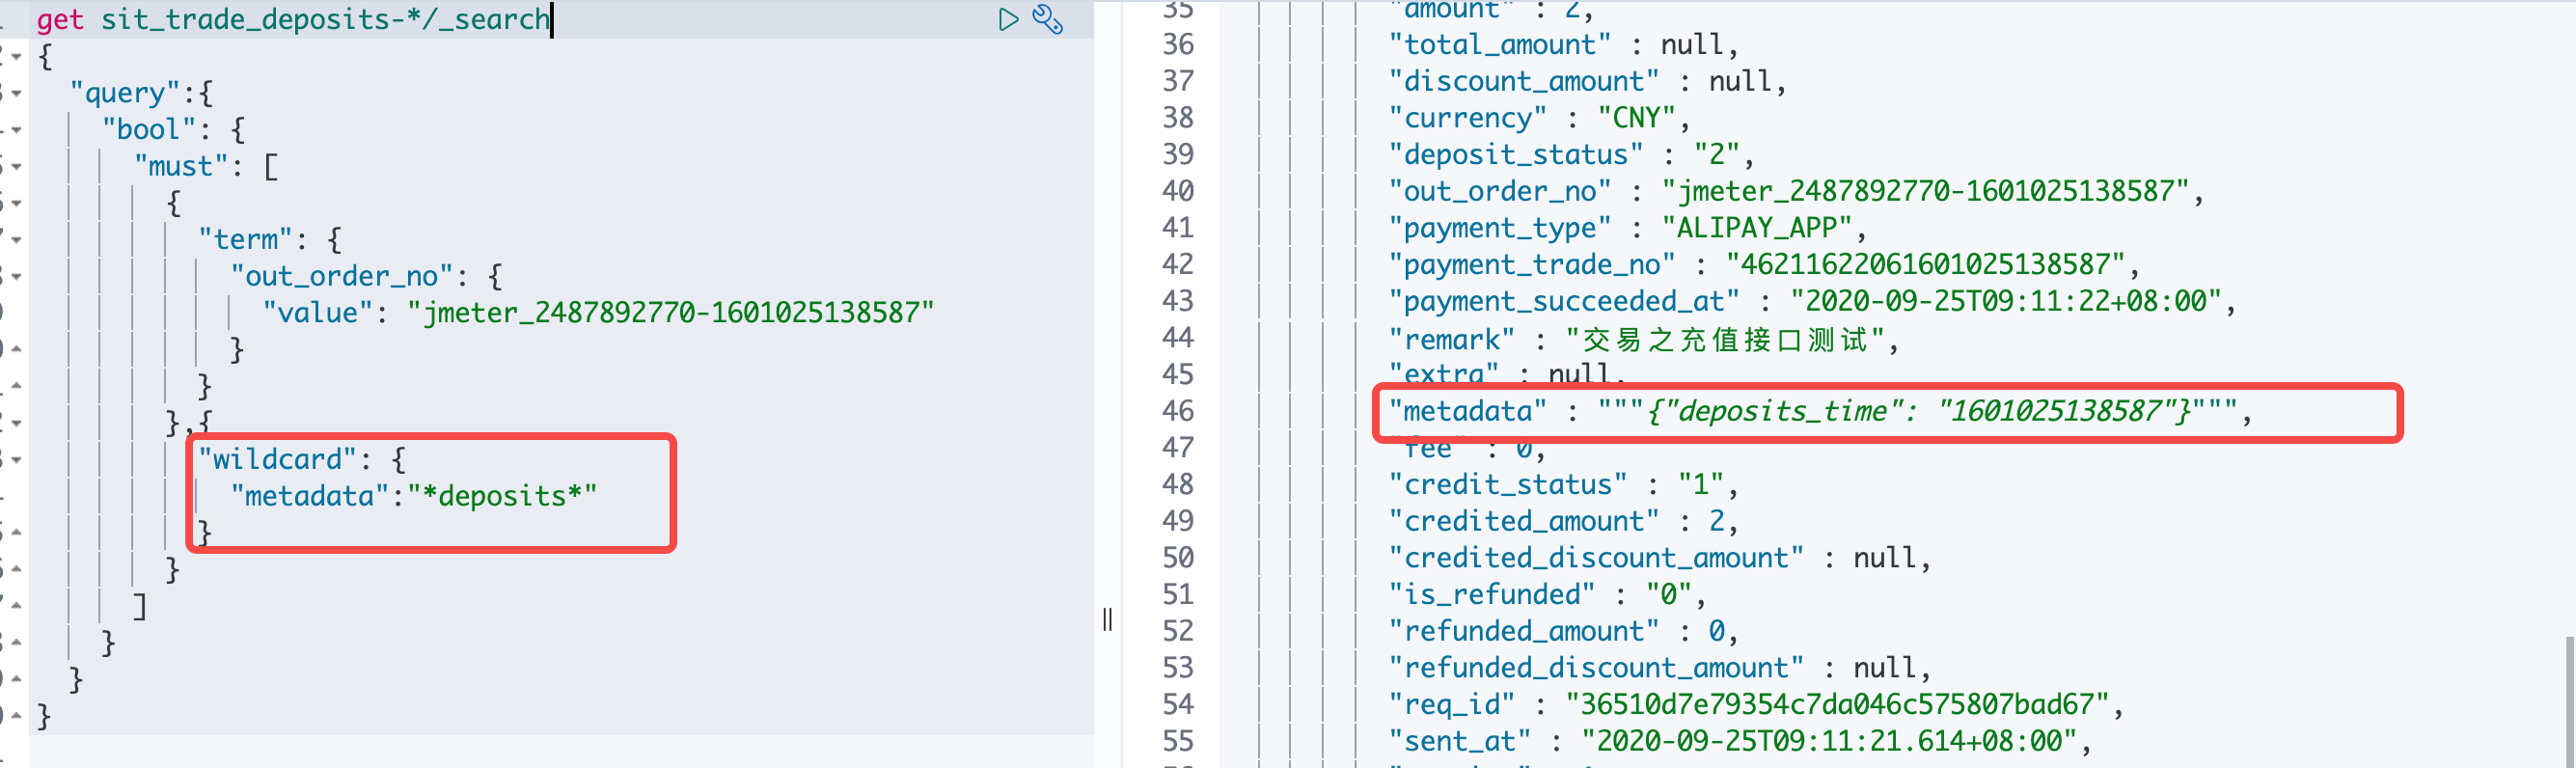 get sit_trade_deposits-*/_search
{
"query":{
"bool": {
"must": [
{
"term": {
"out_order_no": {
"value": "jmeter_2487892770-1601025138587"
}
}
},{
"wildcard": {
"metadata":"*deposits*"
}
}
]
}
}
}
35 "amount" : 2,
36 "total_amount" : null,
37 "discount_amount" : null,
38 "currency" : "CNY",
39 "deposit_status" : "2",
40 "out_order_no" : "jmeter_2487892770-1601025138587",
41 "payment_type" : "ALIPAY_APP",
42 "payment_trade_no" : "46211622061601025138587",
43 "payment_succeeded_at" : "2020-09-25T09:11:22+08:00",
44 "remark" : "交易之充值接口测试",
45 "extra" : null,
46 "metadata" : """{"deposits_time": "1601025138587"}""",
47 "fee" : 0,
48 "credit_status" : "1",
49 "credited_amount" : 2,
50 "credited_discount_amount" : null,
51 "is_refunded" : "0",
52 "refunded_amount" : 0,
53 "refunded_discount_amount" : null,
54 "req_id" : "36510d7e79354c7da046c575807bad67",
55 "sent_at" : "2020-09-25T09:11:21.614+08:00",